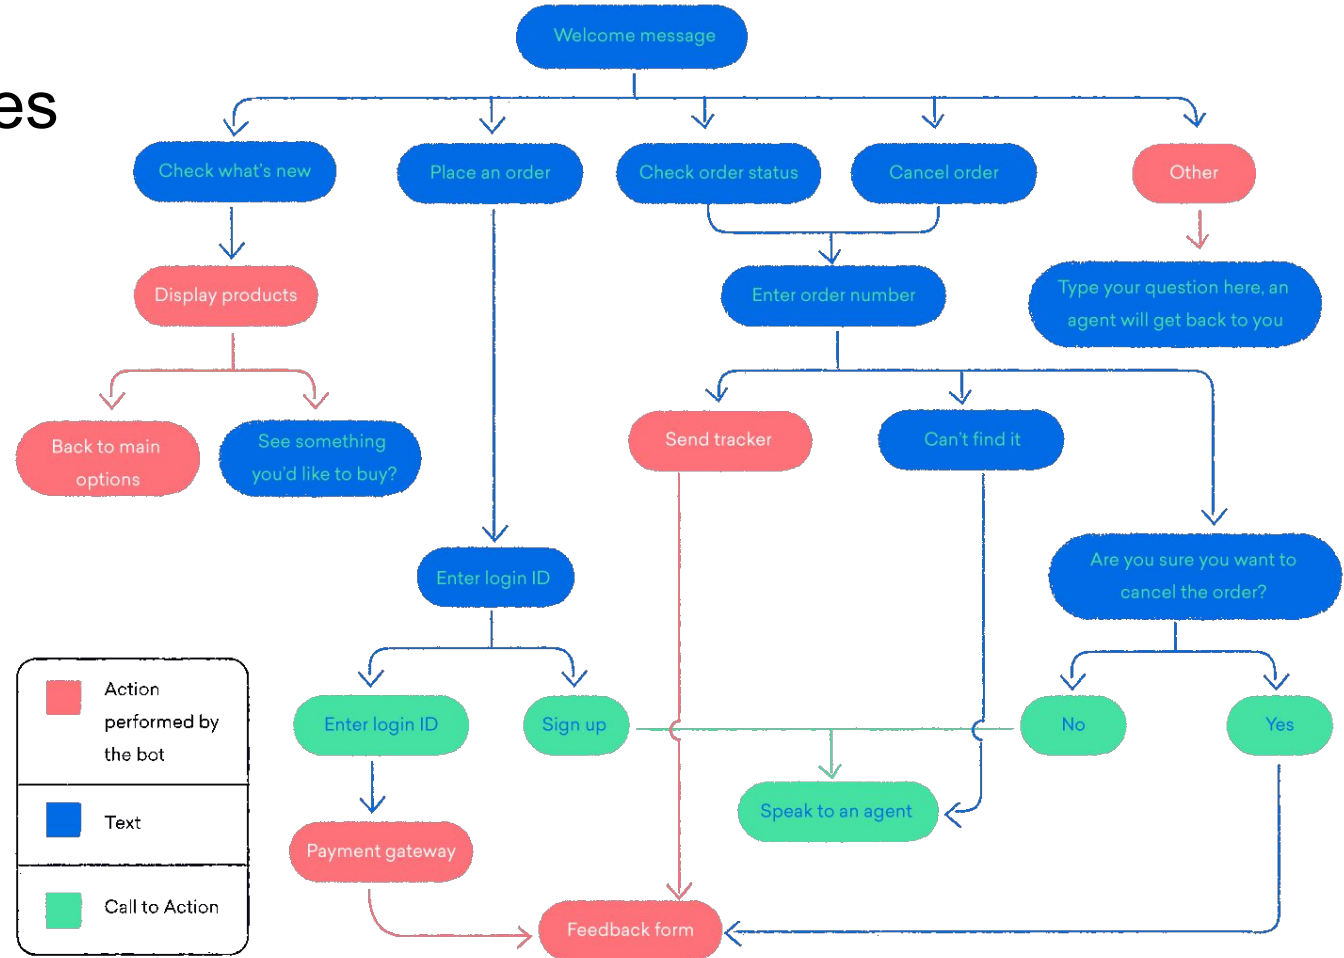 es
Welcome message
Check what's new
Place an order
Check order status
Cancel order
Other
Display products
Enter order number
Type your question here, an
agent will get back to you
Back to main
options
See something
you'd like to buy?
Send tracker
Can't find it
Enter login ID
Are you sure you want to
cancel the order?
Enter login ID
Sign up
No
Yes
Speak to an agent
Payment gateway
Feedback form
Action
performed by
the bot
Text
Call to Action